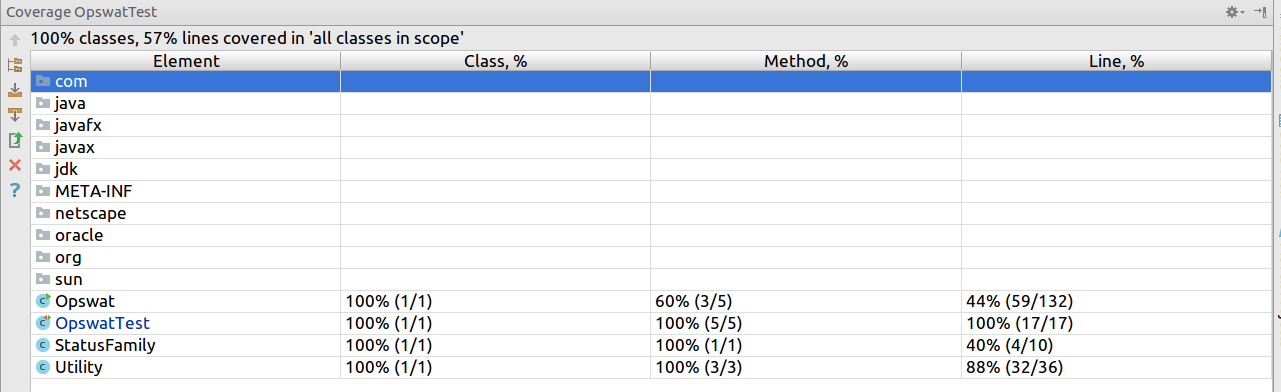 Coverage OpswatTest
100% classes, 57% lines covered in 'all classes in scope'
Element Class, % Method, % Line, %
com
java
javafx
javax
jdk
META-INF
netscape
oracle
org
sun
Opswat 100% (1/1) 60% (3/5) 44% (59/132)
OpswatTest 100% (1/1) 100% (5/5) 100% (17/17)
StatusFamily 100% (1/1) 100% (1/1) 40% (4/10)
Utility 100% (1/1) 100% (3/3) 88% (32/36)